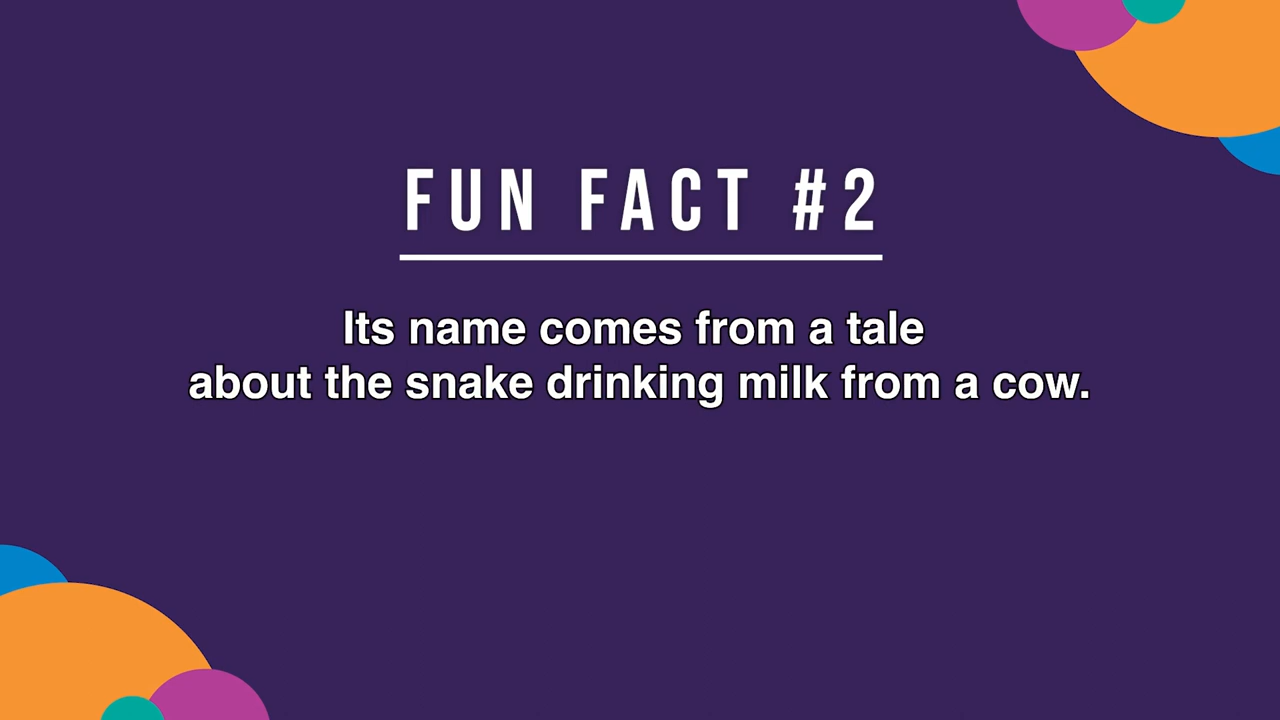 FUN FACT #2
Its name comes from a tale
about the snake drinking milk from a cow.